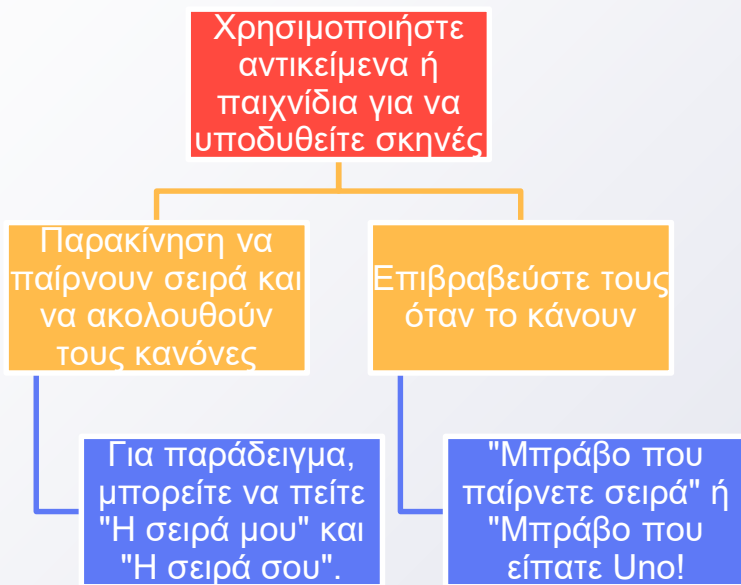 Χρησιμοποιήστε
αντικείμενα ή
παιχνίδια για να
υποδυθείτε σκηνές
Παρακίνηση να
παίρνουν σειρά και
να ακολουθούν
τους κανόνες
Επιβραβεύστε τους
όταν το κάνουν
Για παράδειγμα,
μπορείτε να πείτε
"Η σειρά μου" και
"Η σειρά σου".
"Μπράβο που
παίρνετε σειρά" ή
"Μπράβο που
είπατε Uno!